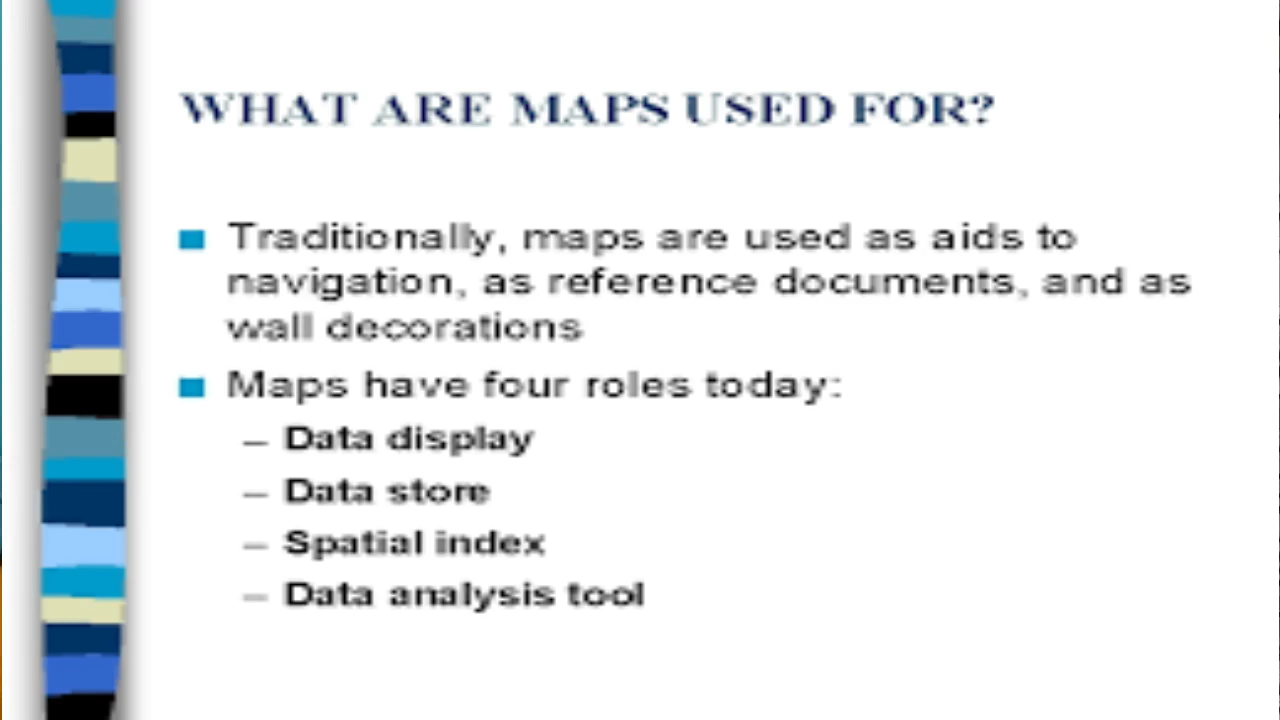 WHAT ARE MAPS USED FOR?
Traditionally, maps are used as aids to
navigation, as reference documents, and as
wall decorations
Maps have four roles today:
– Data display
– Data store
– Spatial index
– Data analysis tool